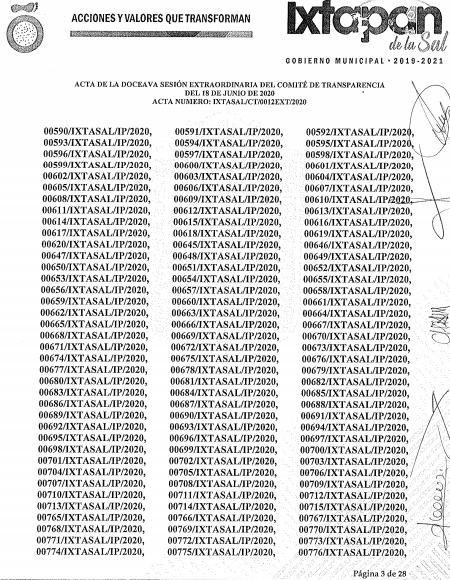 ACCIONES Y VALORES QUE TRANSFORMAN
Ixtapan
de la Sal
GOBIERNO MUNICIPAL • 2019-2021
ACTA DE LA DOCEAVA SESIÓN EXTRAORDINARIA DEL COMITÉ DE TRANSPARENCIA
DEL 18 DE JUNIO DE 2020
ACTA NUMERO: IXTASAL/CT/0012EXT/2020
00590/IXTASAL/IP/2020, 00591/IXTASAL/IP/2020, 00592/IXTASAL/IP/2020,
00593/IXTASAL/IP/2020, 00594/IXTASAL/IP/2020, 00595/IXTASAL/IP/2020,
00596/IXTASAL/IP/2020, 00597/IXTASAL/IP/2020, 00598/IXTASAL/IP/2020,
00599/IXTASAL/IP/2020, 00600/IXTASAL/IP/2020, 00601/IXTASAL/IP/2020,
00602/IXTASAL/IP/2020, 00603/IXTASAL/IP/2020, 00604/IXTASAL/IP/2020,
00605/IXTASAL/IP/2020, 00606/IXTASAL/IP/2020, 00607/IXTASAL/IP/2020,
00608/IXTASAL/IP/2020, 00609/IXTASAL/IP/2020, 00610/IXTASAL/IP/2020,
00611/IXTASAL/IP/2020, 00612/IXTASAL/IP/2020, 00613/IXTASAL/IP/2020,
00614/IXTASAL/IP/2020, 00615/IXTASAL/IP/2020, 00616/IXTASAL/IP/2020,
00617/IXTASAL/IP/2020, 00618/IXTASAL/IP/2020, 00619/IXTASAL/IP/2020,
00620/IXTASAL/IP/2020, 00645/IXTASAL/IP/2020, 00646/IXTASAL/IP/2020,
00647/IXTASAL/IP/2020, 00648/IXTASAL/IP/2020, 00649/IXTASAL/IP/2020,
00650/IXTASAL/IP/2020, 00651/IXTASAL/IP/2020, 00652/IXTASAL/IP/2020,
00653/IXTASAL/IP/2020, 00654/IXTASAL/IP/2020, 00655/IXTASAL/IP/2020,
00656/IXTASAL/IP/2020, 00657/IXTASAL/IP/2020, 00658/IXTASAL/IP/2020,
00659/IXTASAL/IP/2020, 00660/IXTASAL/IP/2020, 00661/IXTASAL/IP/2020,
00662/IXTASAL/IP/2020, 00663/IXTASAL/IP/2020, 00664/IXTASAL/IP/2020,
00665/IXTASAL/IP/2020, 00666/IXTASAL/IP/2020, 00667/IXTASAL/IP/2020,
00668/IXTASAL/IP/2020, 00669/IXTASAL/IP/2020, 00670/IXTASAL/IP/2020,
00671/IXTASAL/IP/2020, 00672/IXTASAL/IP/2020, 00673/IXTASAL/IP/2020,
00674/IXTASAL/IP/2020, 00675/IXTASAL/IP/2020, 00676/IXTASAL/IP/2020,
00677/IXTASAL/IP/2020, 00678/IXTASAL/IP/2020, 00679/IXTASAL/IP/2020,
00680/IXTASAL/IP/2020, 00681/IXTASAL/IP/2020, 00682/IXTASAL/IP/2020,
00683/IXTASAL/IP/2020, 00684/IXTASAL/IP/2020, 00685/IXTASAL/IP/2020,
00686/IXTASAL/IP/2020, 00687/IXTASAL/IP/2020, 00688/IXTASAL/IP/2020,
00689/IXTASAL/IP/2020, 00690/IXTASAL/IP/2020, 00691/IXTASAL/IP/2020,
00692/IXTASAL/IP/2020, 00693/IXTASAL/IP/2020, 00694/IXTASAL/IP/2020,
00695/IXTASAL/IP/2020, 00696/IXTASAL/IP/2020, 00697/IXTASAL/IP/2020,
00698/IXTASAL/IP/2020, 00699/IXTASAL/IP/2020, 00700/IXTASAL/IP/2020,
00701/IXTASAL/IP/2020, 00702/IXTASAL/IP/2020, 00703/IXTASAL/IP/2020,
00704/IXTASAL/IP/2020, 00705/IXTASAL/IP/2020, 00706/IXTASAL/IP/2020,
00707/IXTASAL/IP/2020, 00708/IXTASAL/IP/2020, 00709/IXTASAL/IP/2020,
00710/IXTASAL/IP/2020, 00711/IXTASAL/IP/2020, 00712/IXTASAL/IP/2020,
00713/IXTASAL/IP/2020, 00714/IXTASAL/IP/2020, 00715/IXTASAL/IP/2020,
00765/IXTASAL/IP/2020, 00766/IXTASAL/IP/2020, 00767/IXTASAL/IP/2020,
00768/IXTASAL/IP/2020, 00769/IXTASAL/IP/2020, 00770/IXTASAL/IP/2020,
00771/IXTASAL/IP/2020, 00772/IXTASAL/IP/2020, 00773/IXTASAL/IP/2020,
00774/IXTASAL/IP/2020, 00775/IXTASAL/IP/2020, 00776/IXTASAL/IP/2020,
Página 3 de 28